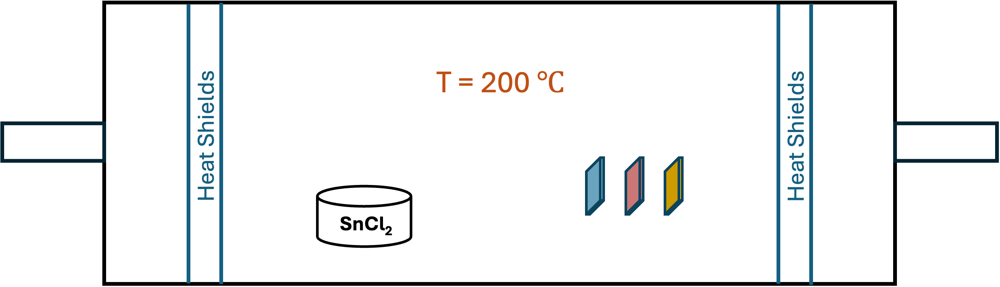 Heat Shields
T = 200 °C
Heat Shields
SnCl₂